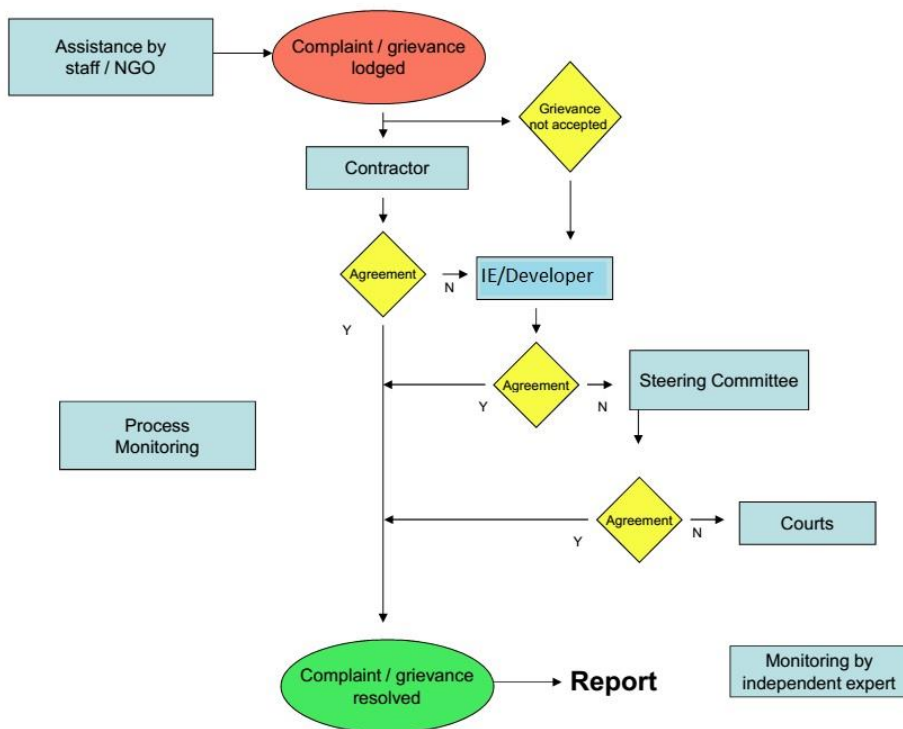 Assistance by
staff / NGO
Complaint / grievance
lodged
Grievance
not accepted
Contractor
Agreement
N
IE/Developer
Y
Agreement
Y
N
Steering Committee
Process
Monitoring
Agreement
Y
N
Courts
Complaint / grievance
resolved
Report
Monitoring by
independent expert